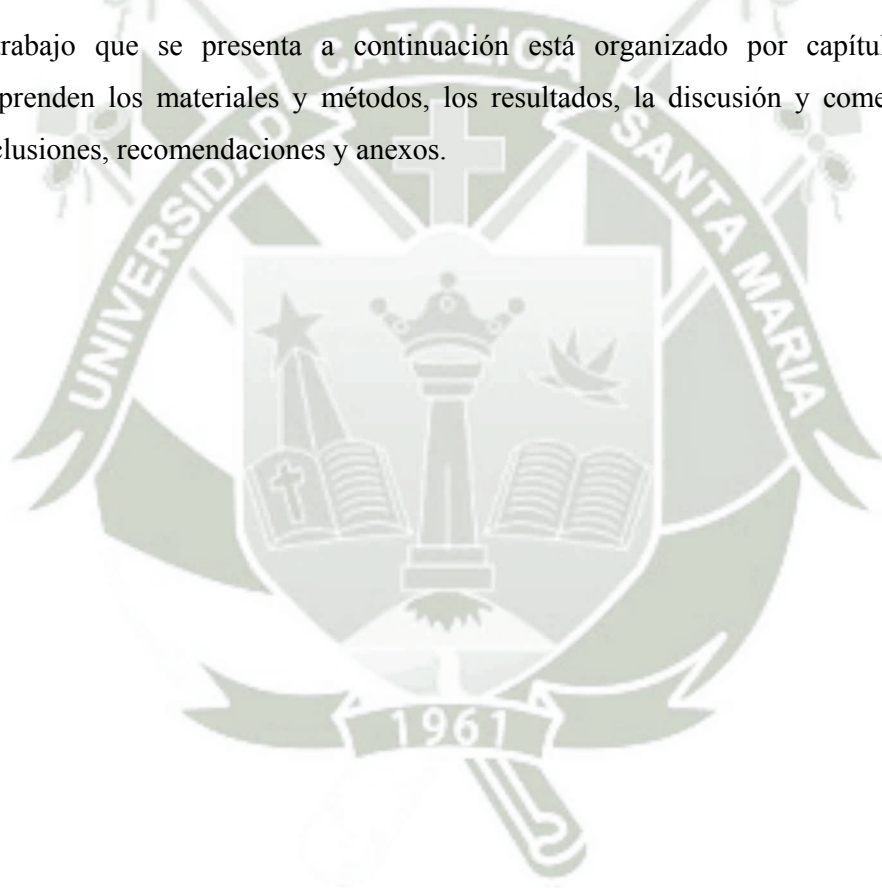 rabajo que se presenta a continuación está organizado por capítul
prenden los materiales y métodos, los resultados, la discusión y come
clusiones, recomendaciones y anexos.
UNIVERSIDAD CATOLICA SANTA MARIA
1961